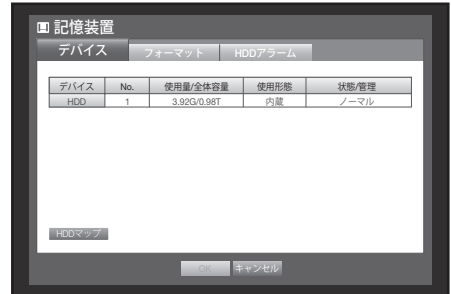 記憶装置
デバイス フォーマット HDDアラーム
デバイス No. 使用量/全体容量 使用形態 状態/管理
HDD 1 3.92G/0.98T 内蔵 ノーマル
HDDマップ
OK キャンセル